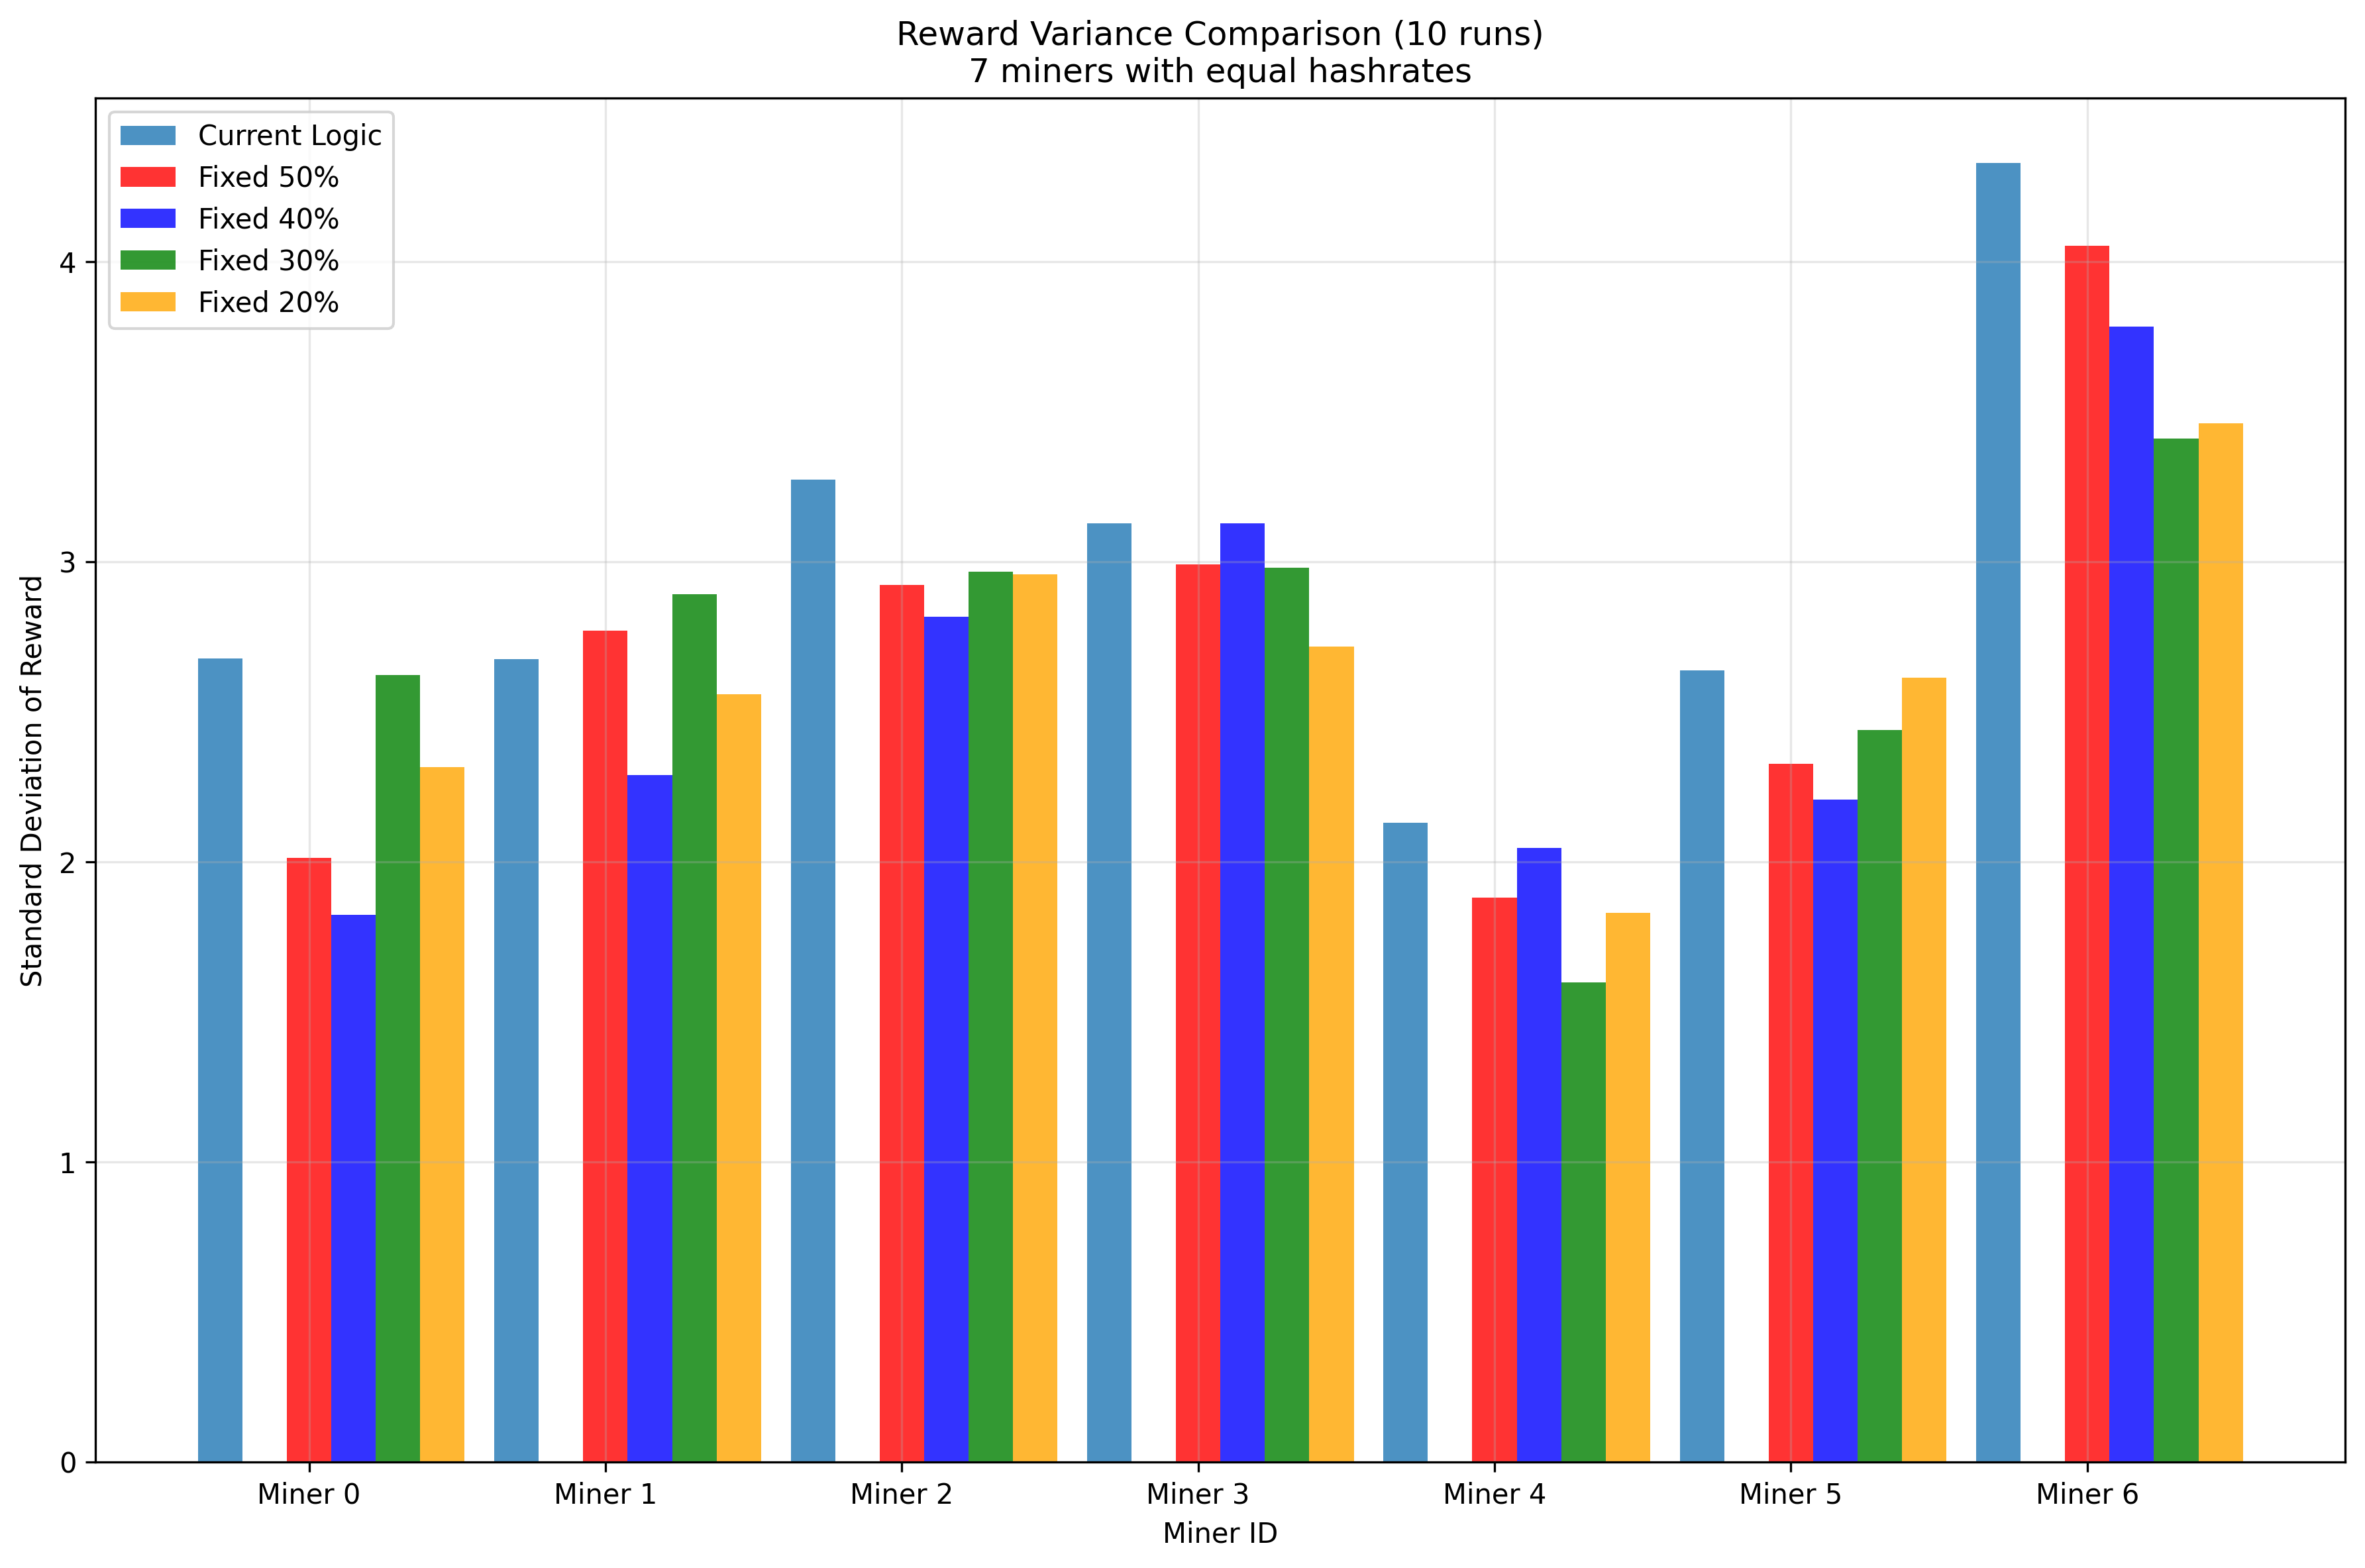 Reward Variance Comparison (10 runs)
7 miners with equal hashrates
Current Logic
Fixed 50%
Fixed 40%
Fixed 30%
Fixed 20%
Standard Deviation of Reward
4
3
2
1
0
Miner 0
Miner 1
Miner 2
Miner 3
Miner 4
Miner 5
Miner 6
Miner ID